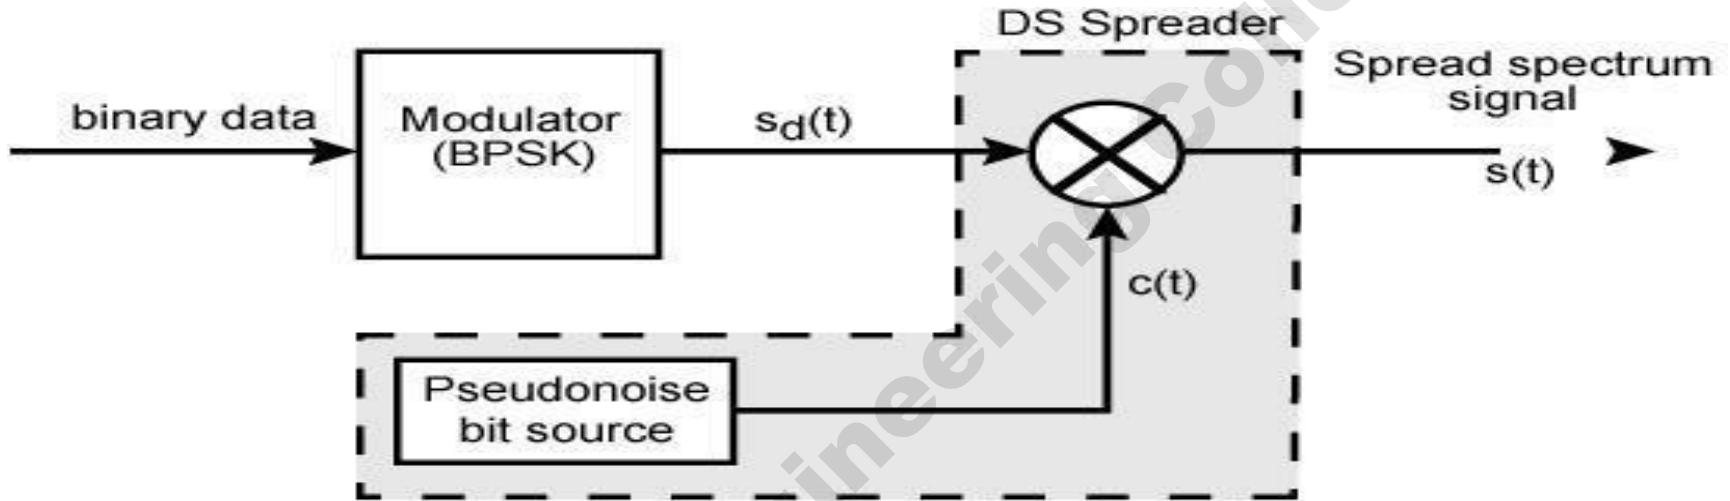 DS Spreader
Spread spectrum
signal
binary data
Modulator
(BPSK)
sd(t)
s(t)
c(t)
Pseudonoise
bit source